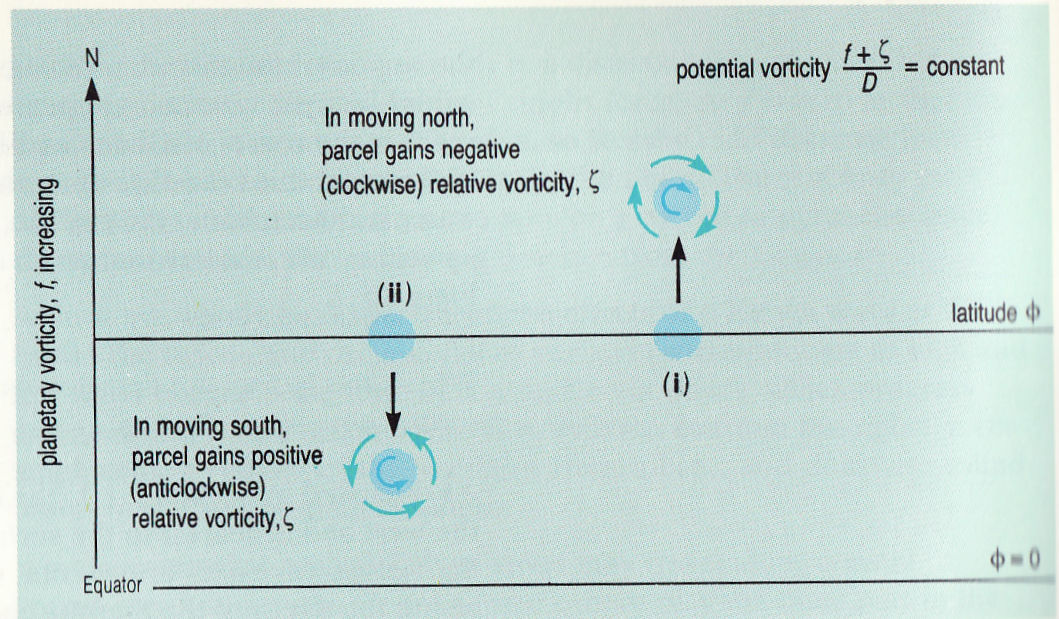 N
potential vorticity f + ζ / D = constant
In moving north,
parcel gains negative
(clockwise) relative vorticity, ζ
planetary vorticity, f, increasing
(ii)
latitude ϕ
(i)
In moving south,
parcel gains positive
(anticlockwise)
relative vorticity, ζ
ϕ = 0
Equator